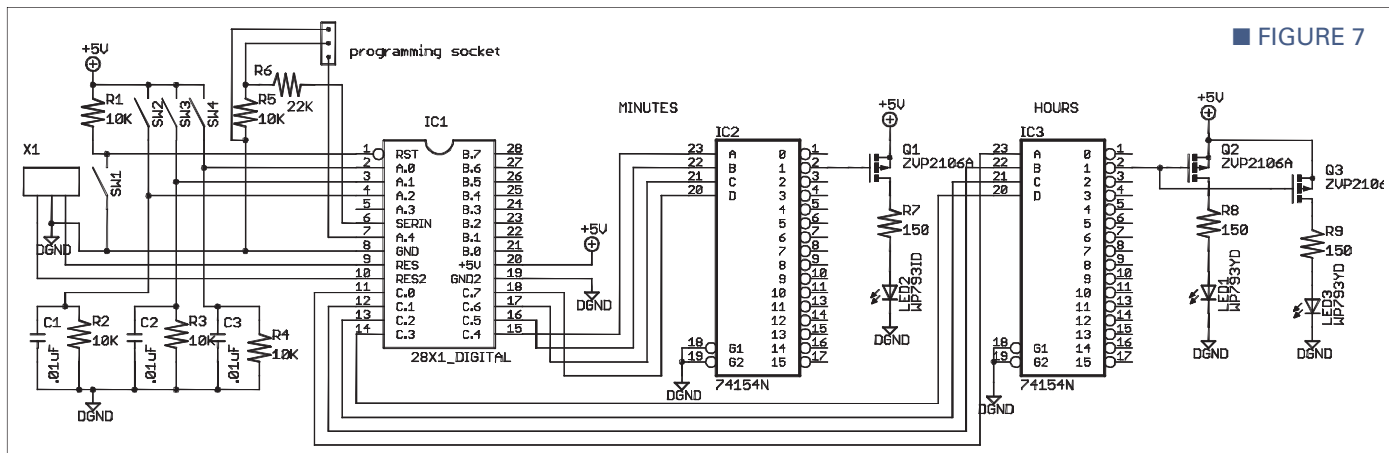 ■ FIGURE 7
programming socket
+5V
R1
10K
SW2
SW3
SW4
R6
22K
R5
10K
X1
SW1
DGND
C1
.01uF
R2
10K
C2
.01uF
R3
10K
C3
.01uF
R4
10K
DGND
IC1
1 RST B.7 28
2 A.0 B.6 27
3 A.1 B.5 26
4 A.2 B.4 25
5 A.3 B.3 24
6 SERIN B.2 23
7 A.4 B.1 22
8 GND B.0 21
9 RES +5V 20
10 RES2 GND2 19
11 C.0 C.7 18
12 C.1 C.6 17
13 C.2 C.5 16
14 C.3 C.4 15
28X1_DIGITAL
+5V
DGND
MINUTES
IC2
23 A 0 1
22 B 1 2
21 C 2 3
20 D 3 4
4 5
5 6
6 7
7 8
8 9
9 10
10 11
11 13
12 14
13 15
18 G1 14 16
19 G2 15 17
74154N
DGND
+5V
Q1
ZVP2106A
R7
150
LED2
WP793ID
DGND
HOURS
IC3
23 A 0 1
22 B 1 2
21 C 2 3
20 D 3 4
4 5
5 6
6 7
7 8
8 9
9 10
10 11
11 13
12 14
13 15
18 G1 14 16
19 G2 15 17
74154N
DGND
+5V
Q2
ZVP2106A
Q3
ZVP2106
R8
150
R9
150
LED1
WP793YD
LED3
WP793YD
DGND
DGND